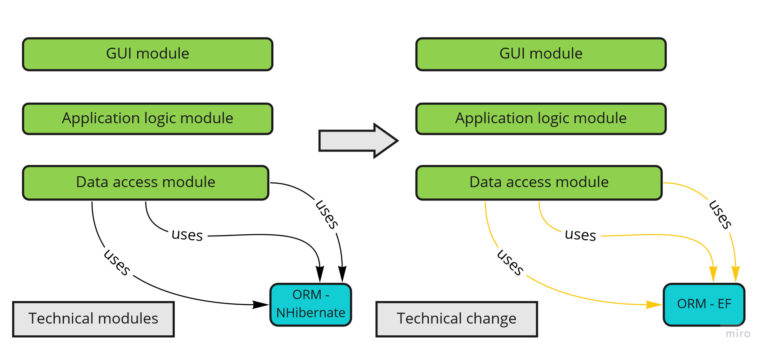 GUI module
Application logic module
Data access module
uses
uses
uses
ORM -
NHibernate
Technical modules
GUI module
Application logic module
Data access module
uses
uses
uses
ORM - EF
Technical change
miro